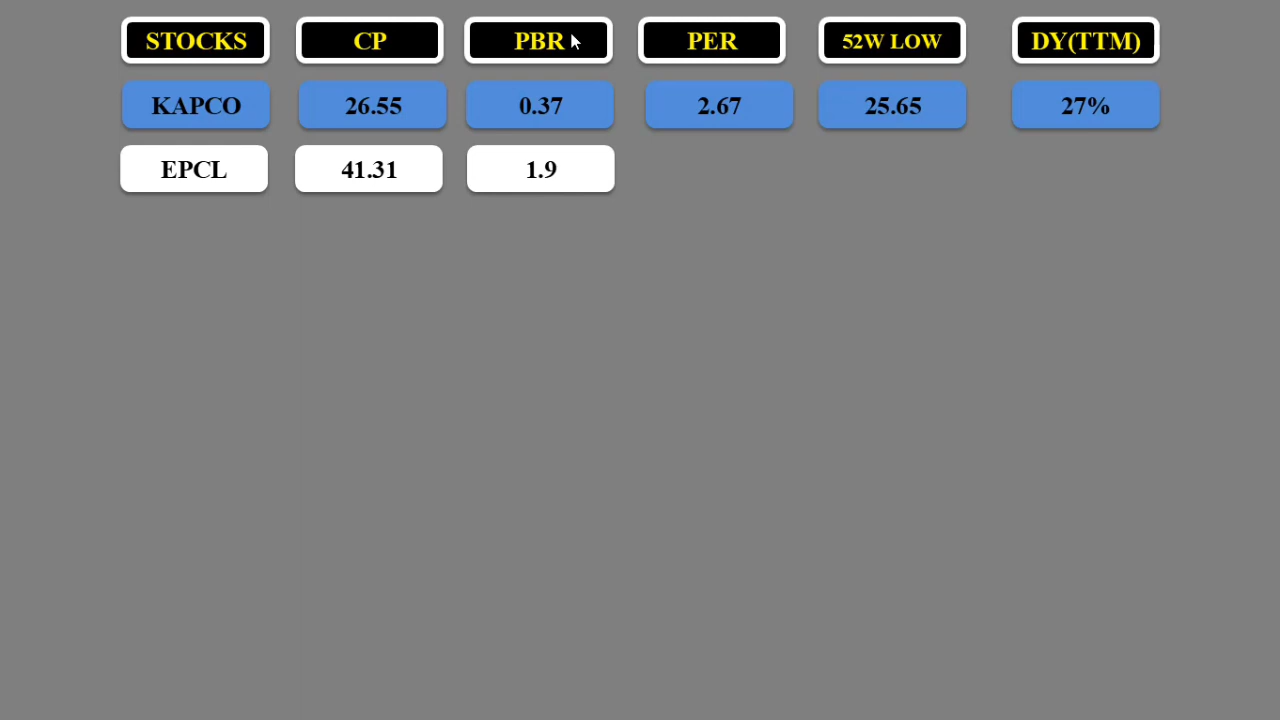 STOCKS CP PBR PER 52W LOW DY(TTM)
KAPCO 26.55 0.37 2.67 25.65 27%
EPCL 41.31 1.9